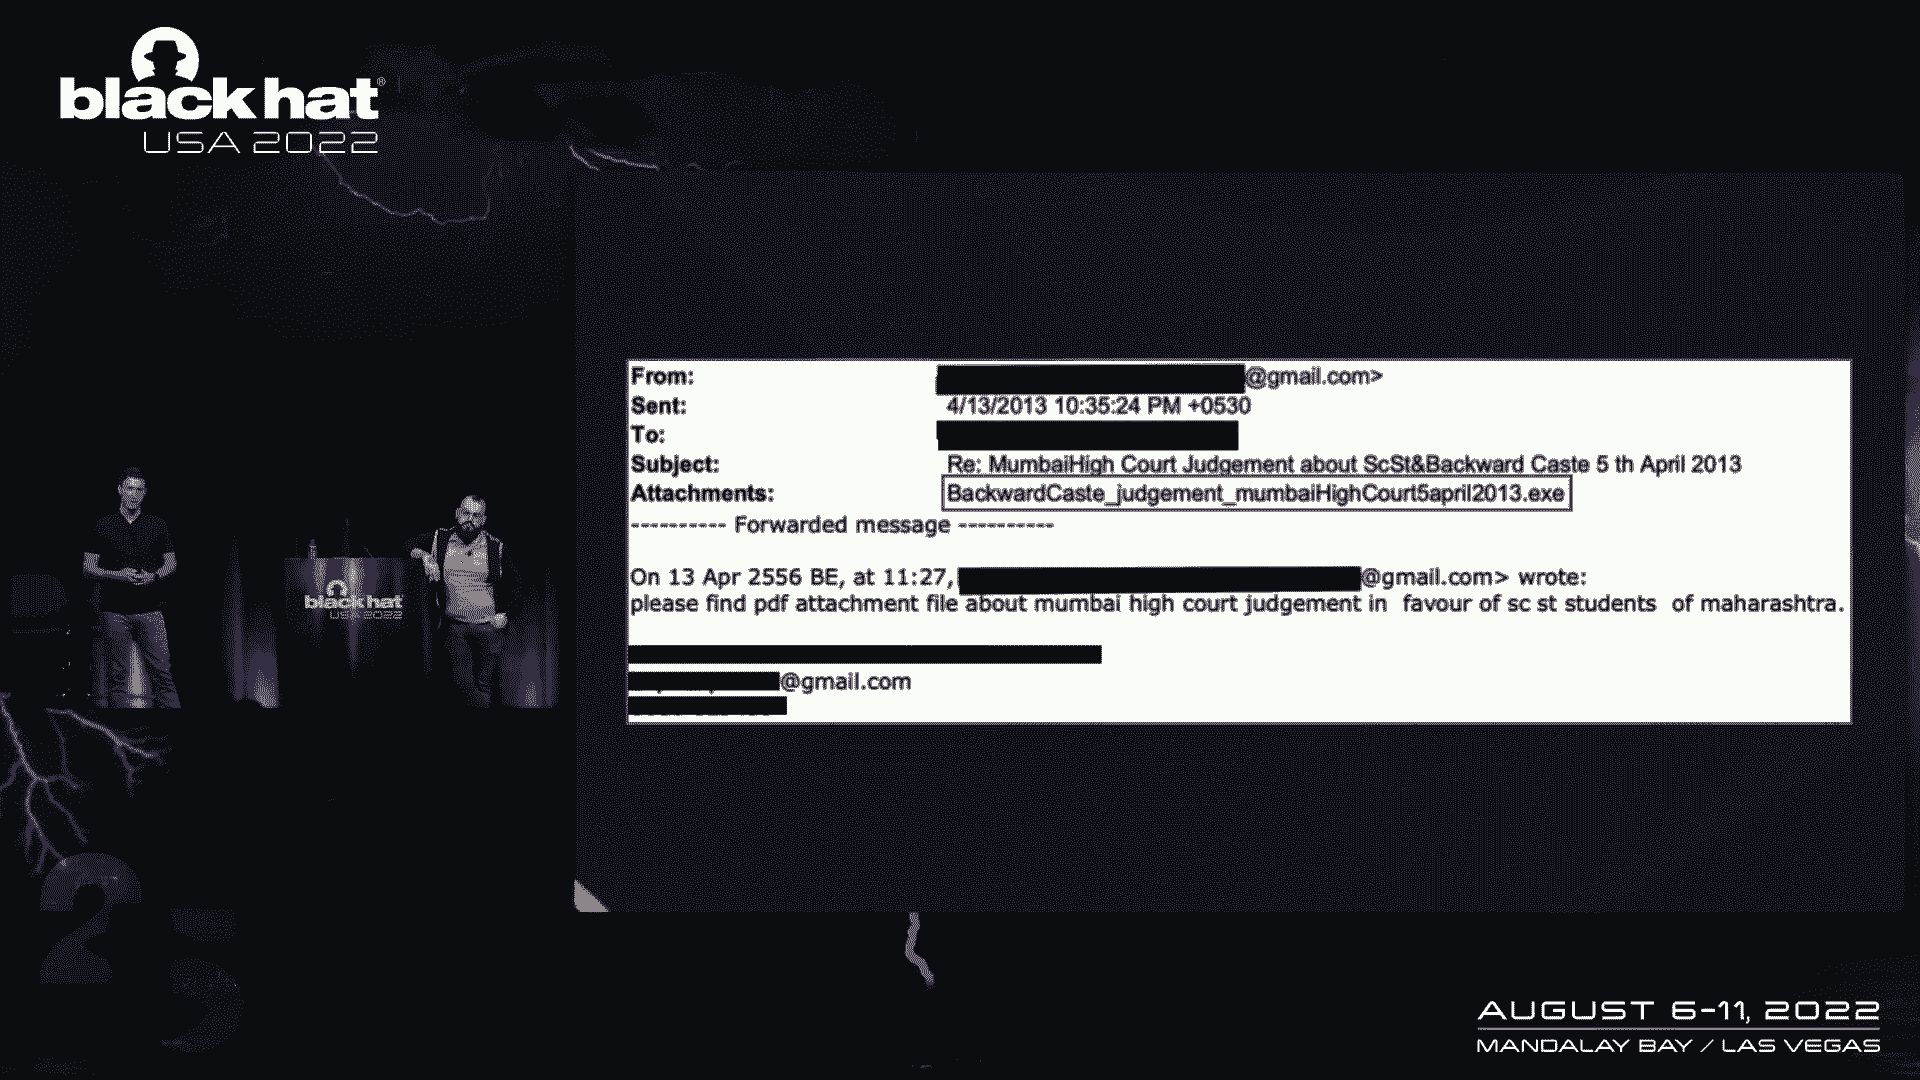 black hat®
USA 2022
From: @gmail.com>
Sent: 4/13/2013 10:35:24 PM +0530
To:
Subject: Re: MumbaiHigh Court Judgement about ScSt&Backward Caste 5 th April 2013
Attachments: BackwardCaste_judgement_mumbaiHighCourt5april2013.exe
---------- Forwarded message ----------
On 13 Apr 2556 BE, at 11:27, @gmail.com> wrote:
please find pdf attachment file about mumbai high court judgement in favour of sc st students of maharashtra.
@gmail.com
black hat
USA 2022
25
AUGUST 6-11, 2022
MANDALAY BAY / LAS VEGAS